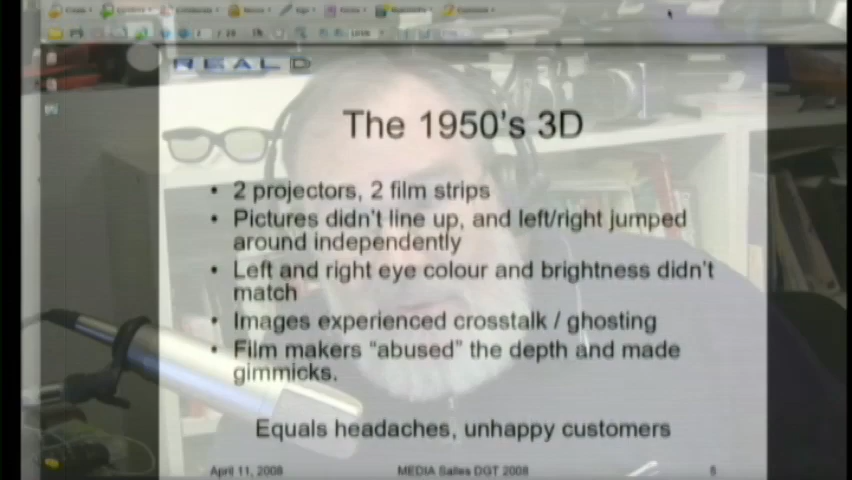 REAL D
The 1950's 3D
• 2 projectors, 2 film strips
• Pictures didn't line up, and left/right jumped
around independently
• Left and right eye colour and brightness didn't
match
• Images experienced crosstalk / ghosting
• Film makers "abused" the depth and made
gimmicks.
Equals headaches, unhappy customers
April 11, 2008 MEDIA Salles DGT 2008 6